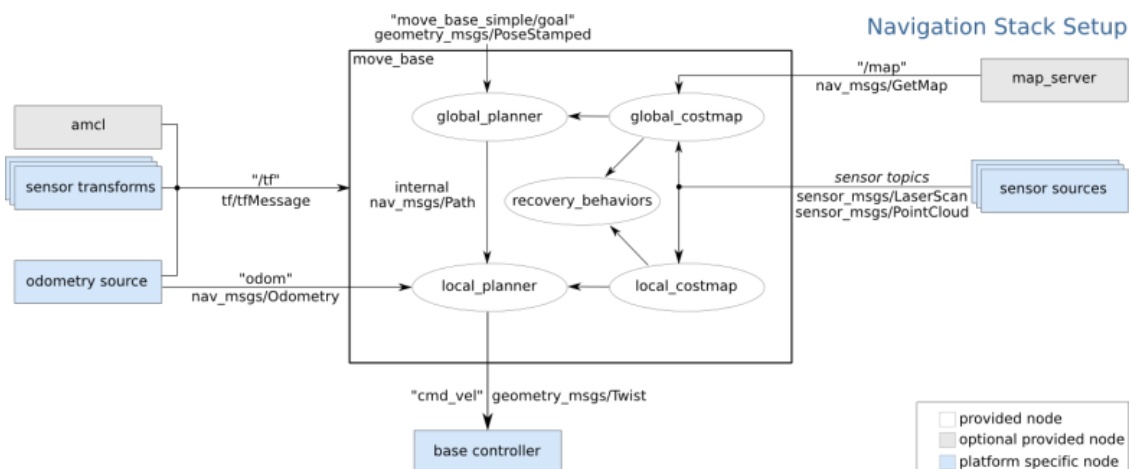 Navigation Stack Setup
"move_base_simple/goal"
geometry_msgs/PoseStamped
move_base
"/map"
nav_msgs/GetMap
map_server
amcl
global_planner
global_costmap
sensor transforms
"/tf"
tf/tfMessage
internal
nav_msgs/Path
recovery_behaviors
sensor topics
sensor_msgs/LaserScan
sensor_msgs/PointCloud
sensor sources
odometry source
"odom"
nav_msgs/Odometry
local_planner
local_costmap
"cmd_vel" geometry_msgs/Twist
base controller
provided node
optional provided node
platform specific node